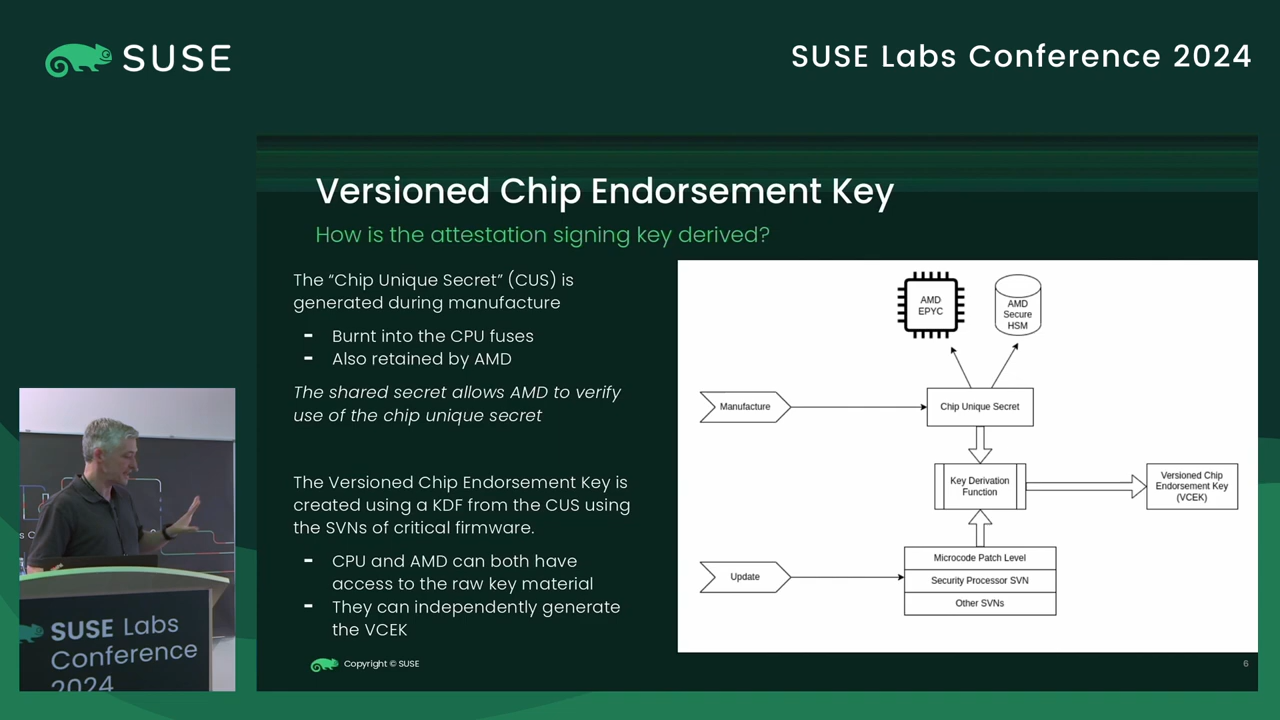 SUSE
SUSE Labs Conference 2024
Versioned Chip Endorsement Key
How is the attestation signing key derived?
The “Chip Unique Secret” (CUS) is
generated during manufacture
- Burnt into the CPU fuses
- Also retained by AMD
The shared secret allows AMD to verify
use of the chip unique secret
The Versioned Chip Endorsement Key is
created using a KDF from the CUS using
the SVNs of critical firmware.
- CPU and AMD can both have
access to the raw key material
- They can independently generate
the VCEK
AMD
EPYC
AMD
Secure
HSM
Manufacture
Chip Unique Secret
Key Derivation
Function
Versioned Chip
Endorsement Key
(VCEK)
Update
Microcode Patch Level
Security Processor SVN
Other SVNs
Copyright © SUSE
6
SUSE Labs
Conference
2024